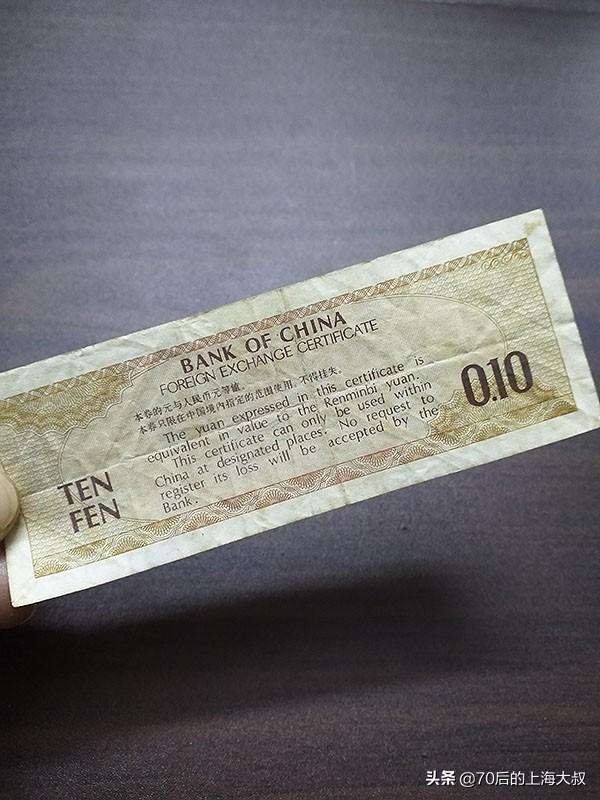 BANK OF CHINA
FOREIGN EXCHANGE CERTIFICATE
本券的元与人民币元等值。
本券只限在中国境内指定的范围使用，不得挂失。
The yuan expressed in this certificate is
equivalent in value to the Renminbi yuan.
This certificate can only be used within
China at designated places. No request to
register its loss will be accepted by the
Bank.
0.10
TEN
FEN
头条 @70后的上海大叔